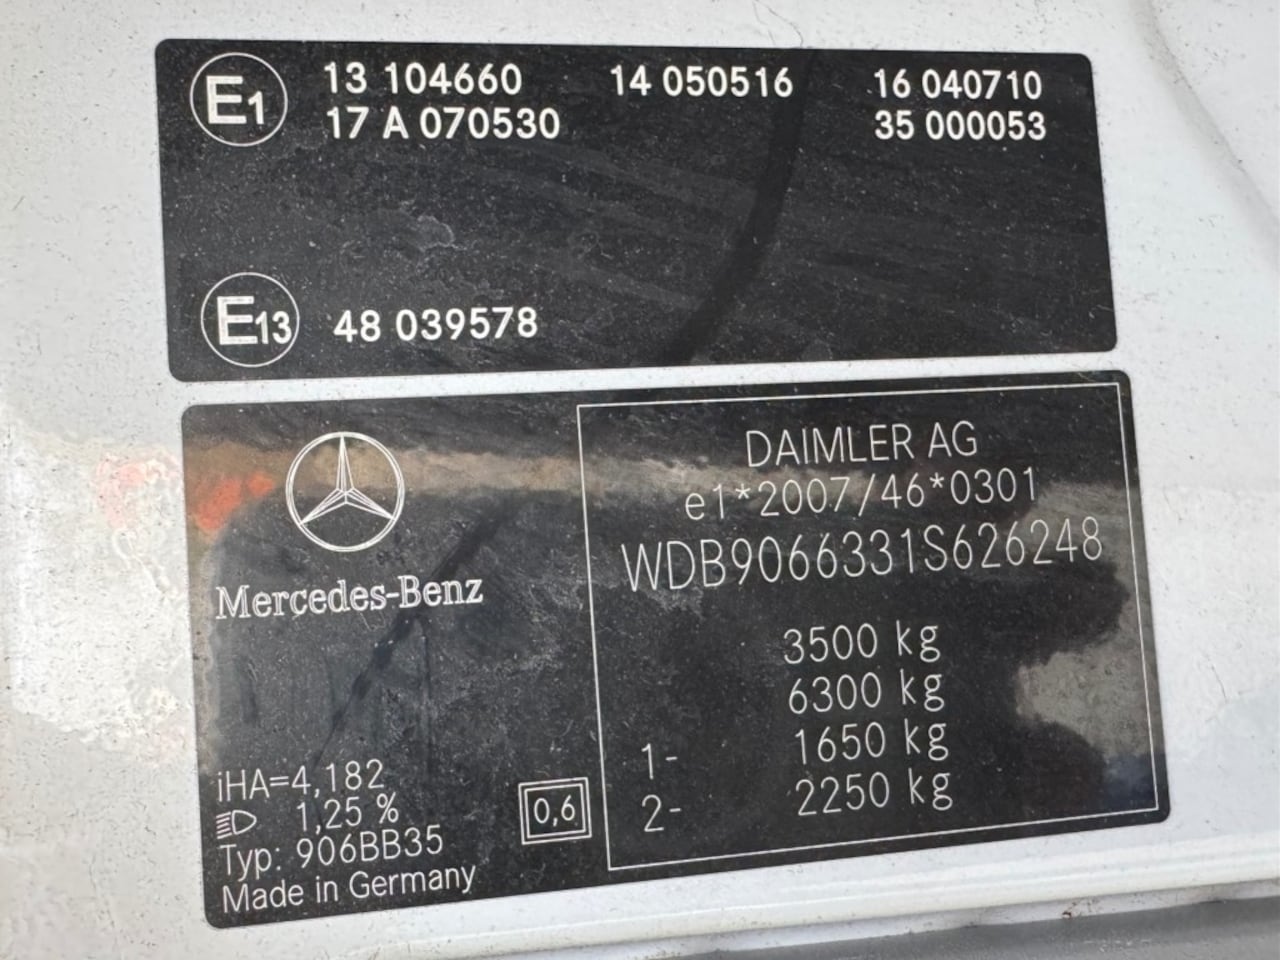 E1 13 104660 14 050516 16 040710
17 A 070530 35 000053
E13 48 039578
Mercedes-Benz
iHA=4,182
1,25 %
Typ: 906BB35
Made in Germany
0,6
DAIMLER AG
e1*2007/46*0301
WDB9066331S626248
3500 kg
6300 kg
1- 1650 kg
2- 2250 kg